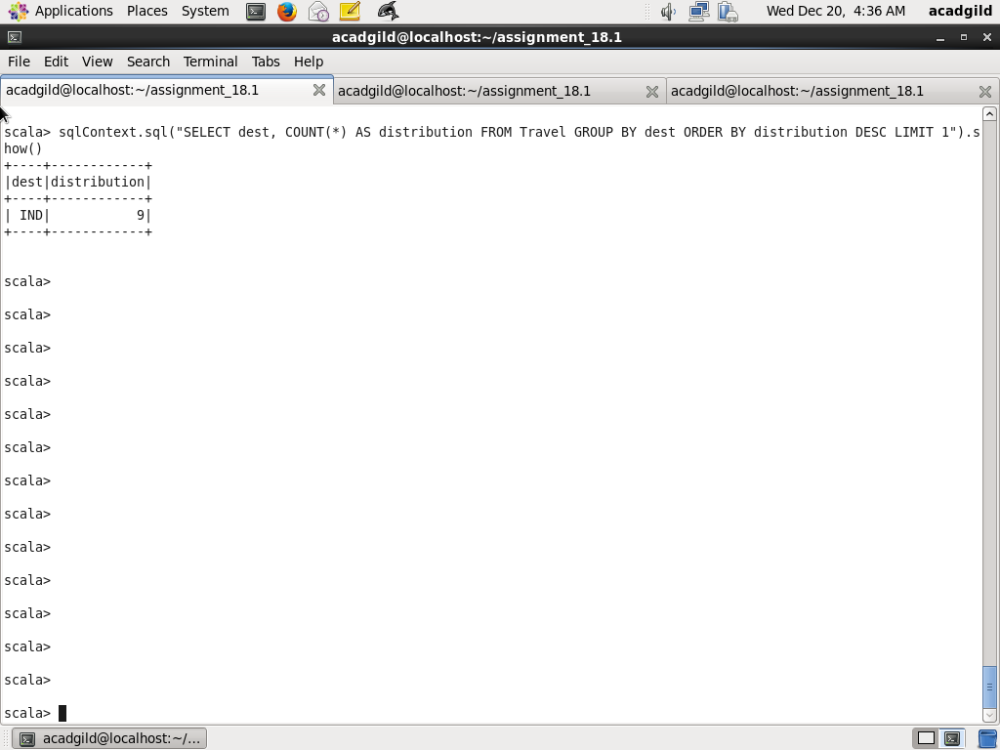 Applications Places System Wed Dec 20, 4:36 AM acadgild
acadgild@localhost:~/assignment_18.1
File Edit View Search Terminal Tabs Help
acadgild@localhost:~/assignment_18.1 acadgild@localhost:~/assignment_18.1 acadgild@localhost:~/assignment_18.1
scala> sqlContext.sql("SELECT dest, COUNT(*) AS distribution FROM Travel GROUP BY dest ORDER BY distribution DESC LIMIT 1").s
how()
+----+------------+
|dest|distribution|
+----+------------+
| IND|           9|
+----+------------+
scala>
scala>
scala>
scala>
scala>
scala>
scala>
scala>
scala>
scala>
scala>
scala>
scala>
scala>
acadgild@localhost:~/...